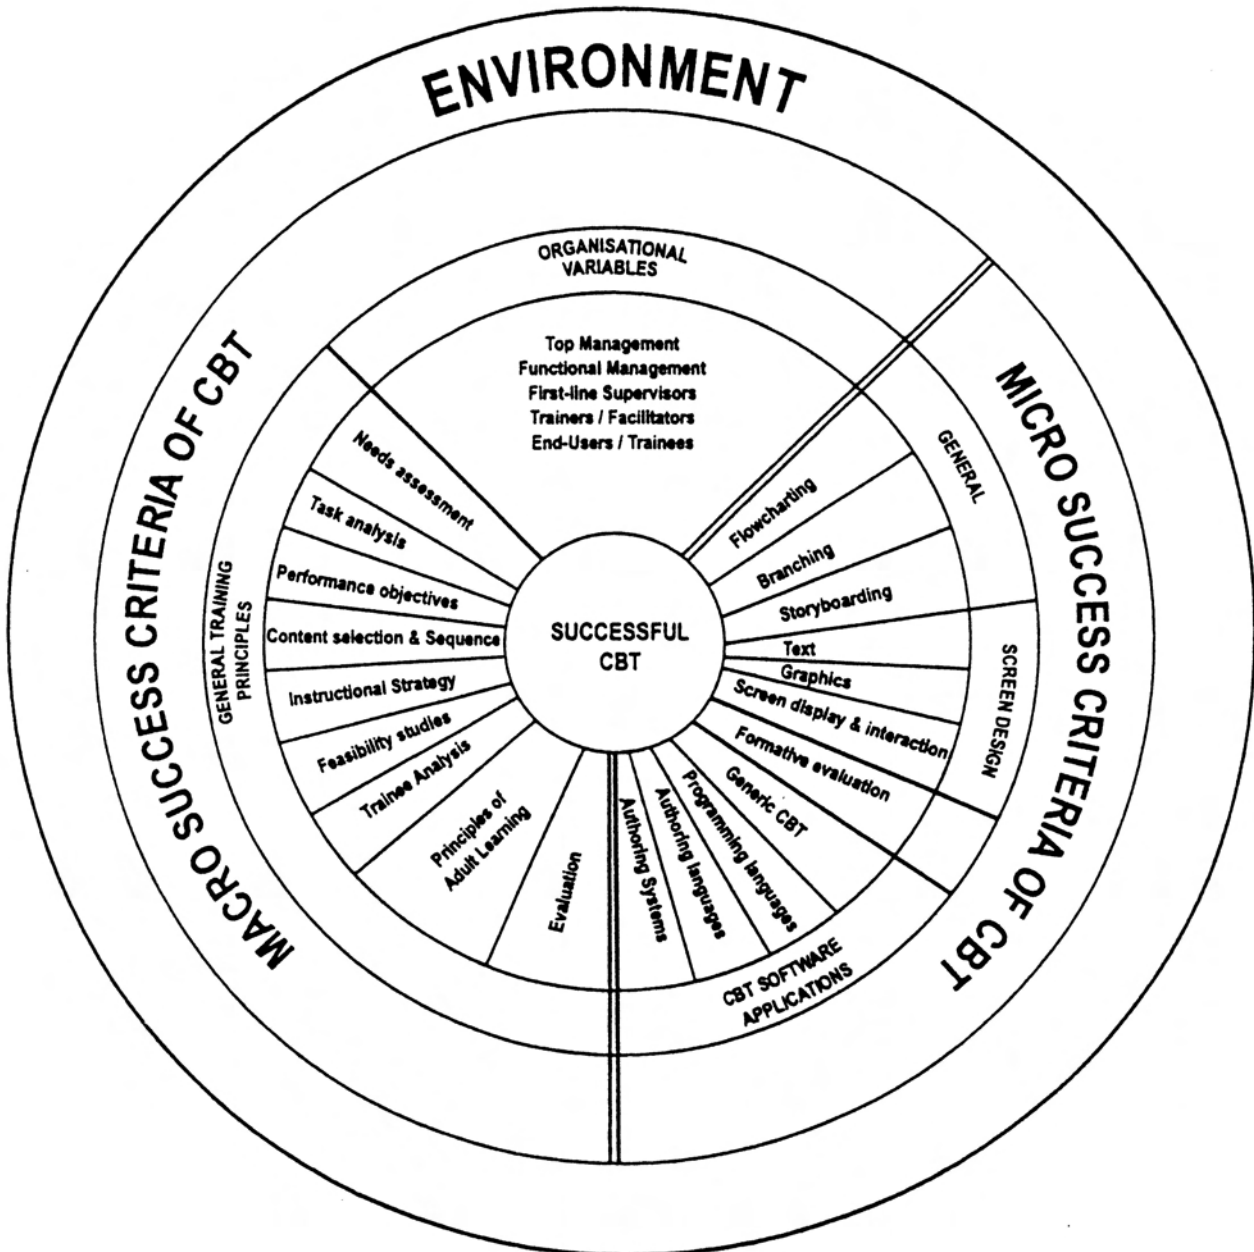 ENVIRONMENT
MACRO SUCCESS CRITERIA OF CBT
MICRO SUCCESS CRITERIA OF CBT
ORGANISATIONAL
VARIABLES
Top Management
Functional Management
First-line Supervisors
Trainers / Facilitators
End-Users / Trainees
GENERAL
Flowcharting
Branching
Storyboarding
SCREEN DESIGN
Text
Graphics
Screen display & interaction
Formative evaluation
CBT SOFTWARE
APPLICATIONS
Generic CBT
Programming languages
Authoring languages
Authoring Systems
GENERAL TRAINING
PRINCIPLES
Needs assessment
Task analysis
Performance objectives
Content selection & Sequence
Instructional Strategy
Feasibility studies
Trainee Analysis
Principles of
Adult Learning
Evaluation
SUCCESSFUL
CBT